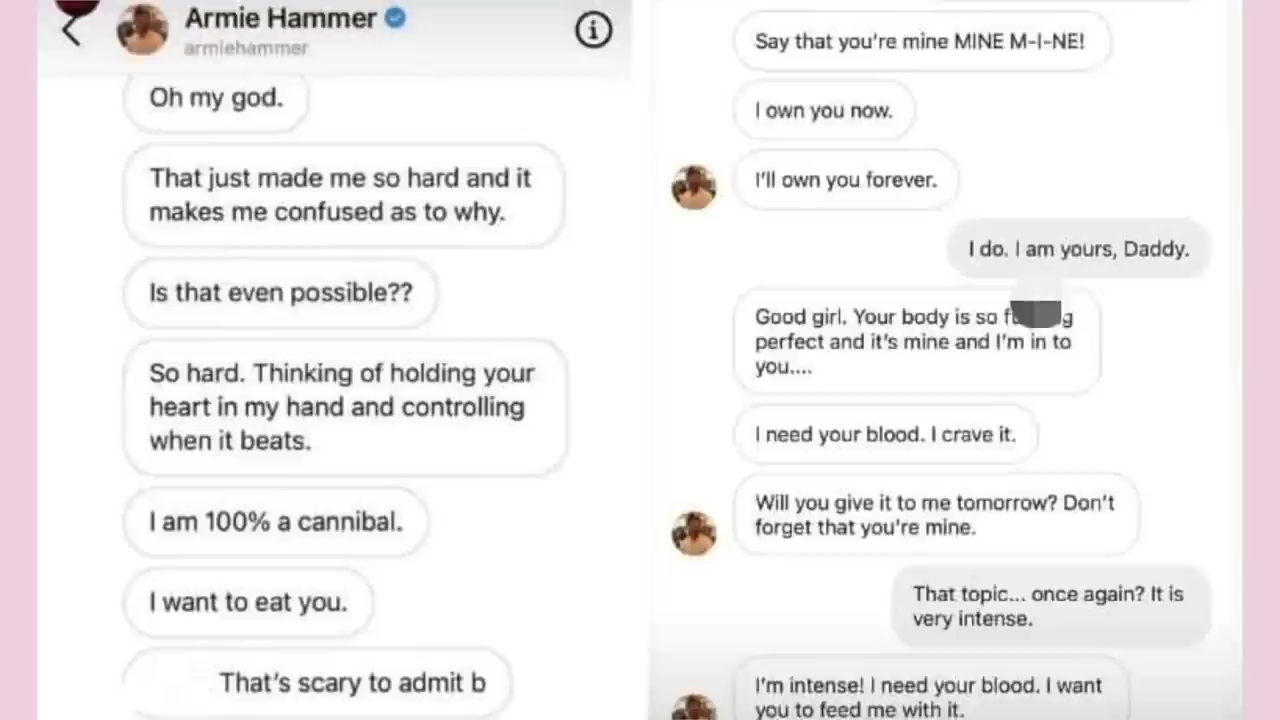 Armie Hammer
armiehammer
Oh my god.
That just made me so hard and it
makes me confused as to why.
Is that even possible??
So hard. Thinking of holding your
heart in my hand and controlling
when it beats.
I am 100% a cannibal.
I want to eat you.
That's scary to admit b
Say that you're mine MINE M-I-NE!
I own you now.
I'll own you forever.
I do. I am yours, Daddy.
Good girl. Your body is so
perfect and it's mine and I'm in to
you....
I need your blood. I crave it.
Will you give it to me tomorrow? Don't
forget that you're mine.
That topic... once again? It is
very intense.
I'm intense! I need your blood. I want
you to feed me with it.